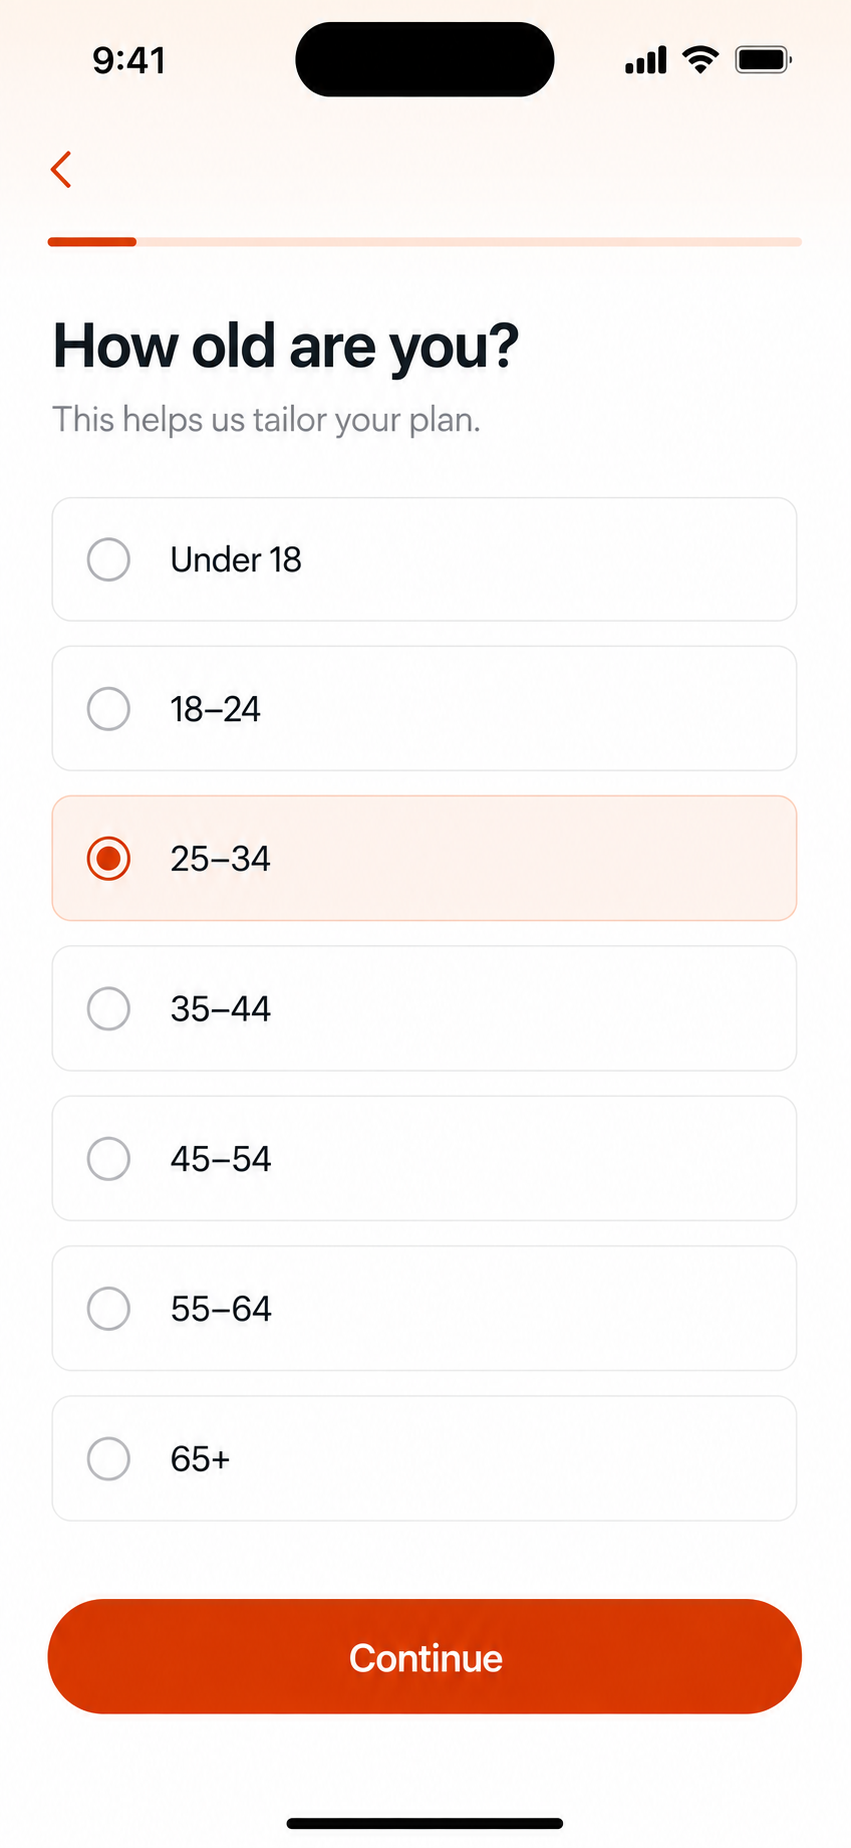 9:41
How old are you?
This helps us tailor your plan.
Under 18
18–24
25–34
35–44
45–54
55–64
65+
Continue